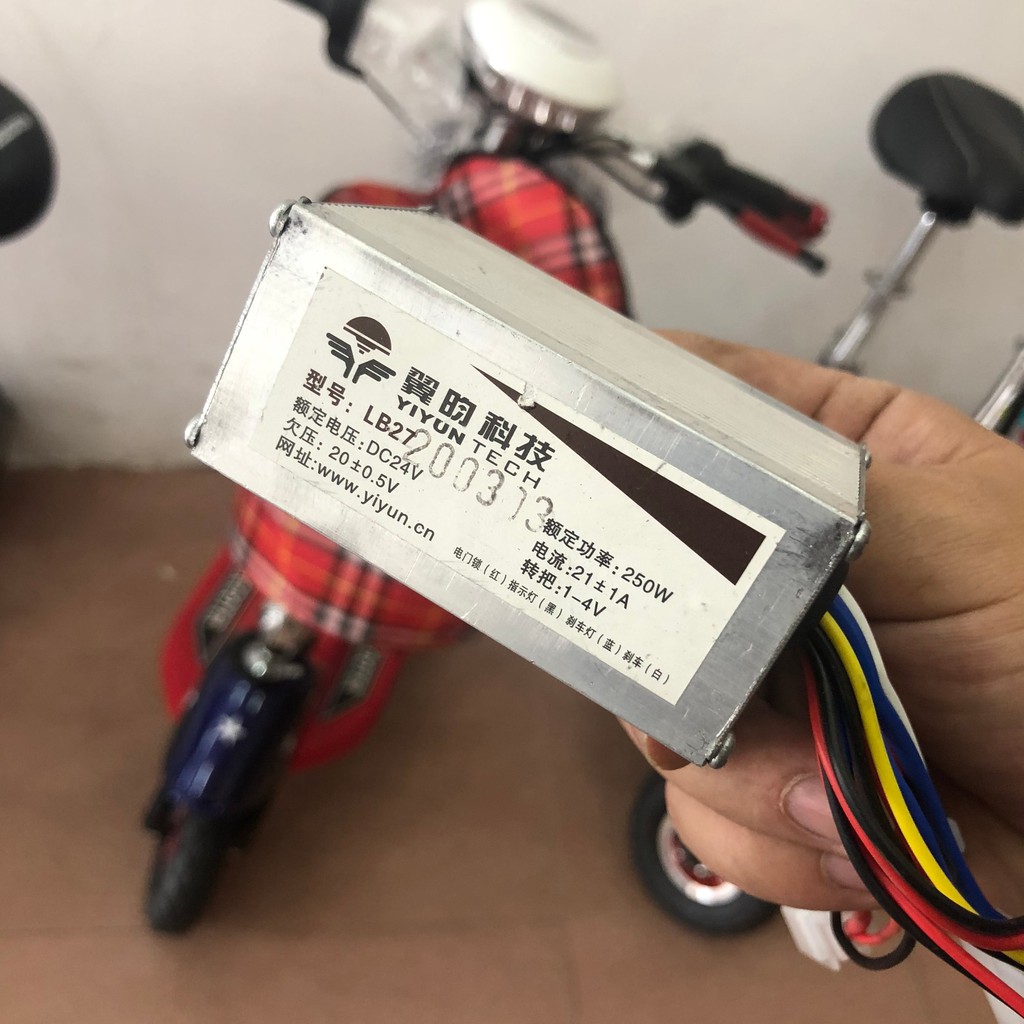 翼昀科技
YIYUN TECH
型号: LB27
200313
额定电压:DC24V
欠压: 20±0.5V
网址:www.yiyun.cn
额定功率:250W
电流:21±1A
转把:1-4V
电门锁(红)指示灯(黑)刹车灯(蓝)刹车(白)